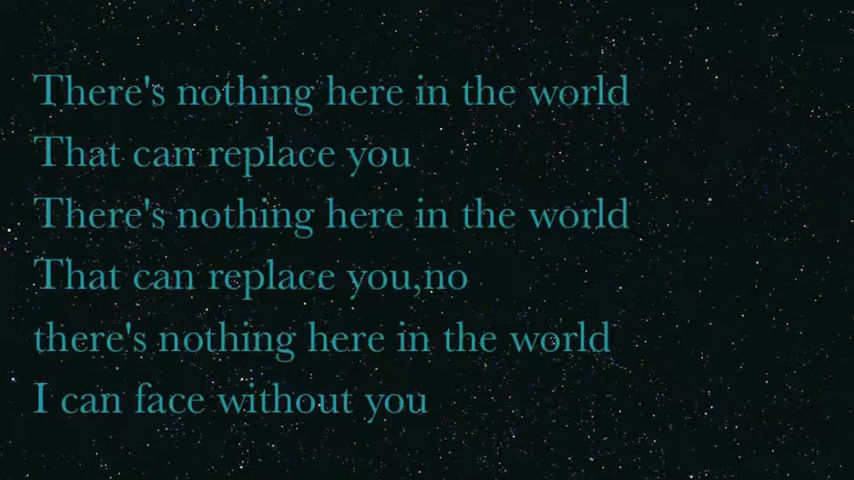 There's nothing here in the world
That can replace you
There's nothing here in the world
That can replace you,no
there's nothing here in the world
I can face without you